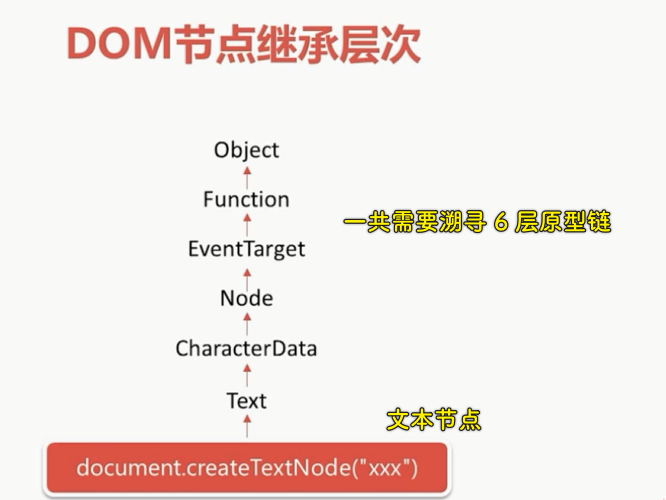 DOM节点继承层次
Object
Function
一共需要溯寻 6 层原型链
EventTarget
Node
CharacterData
Text
文本节点
document.createTextNode("xxx")